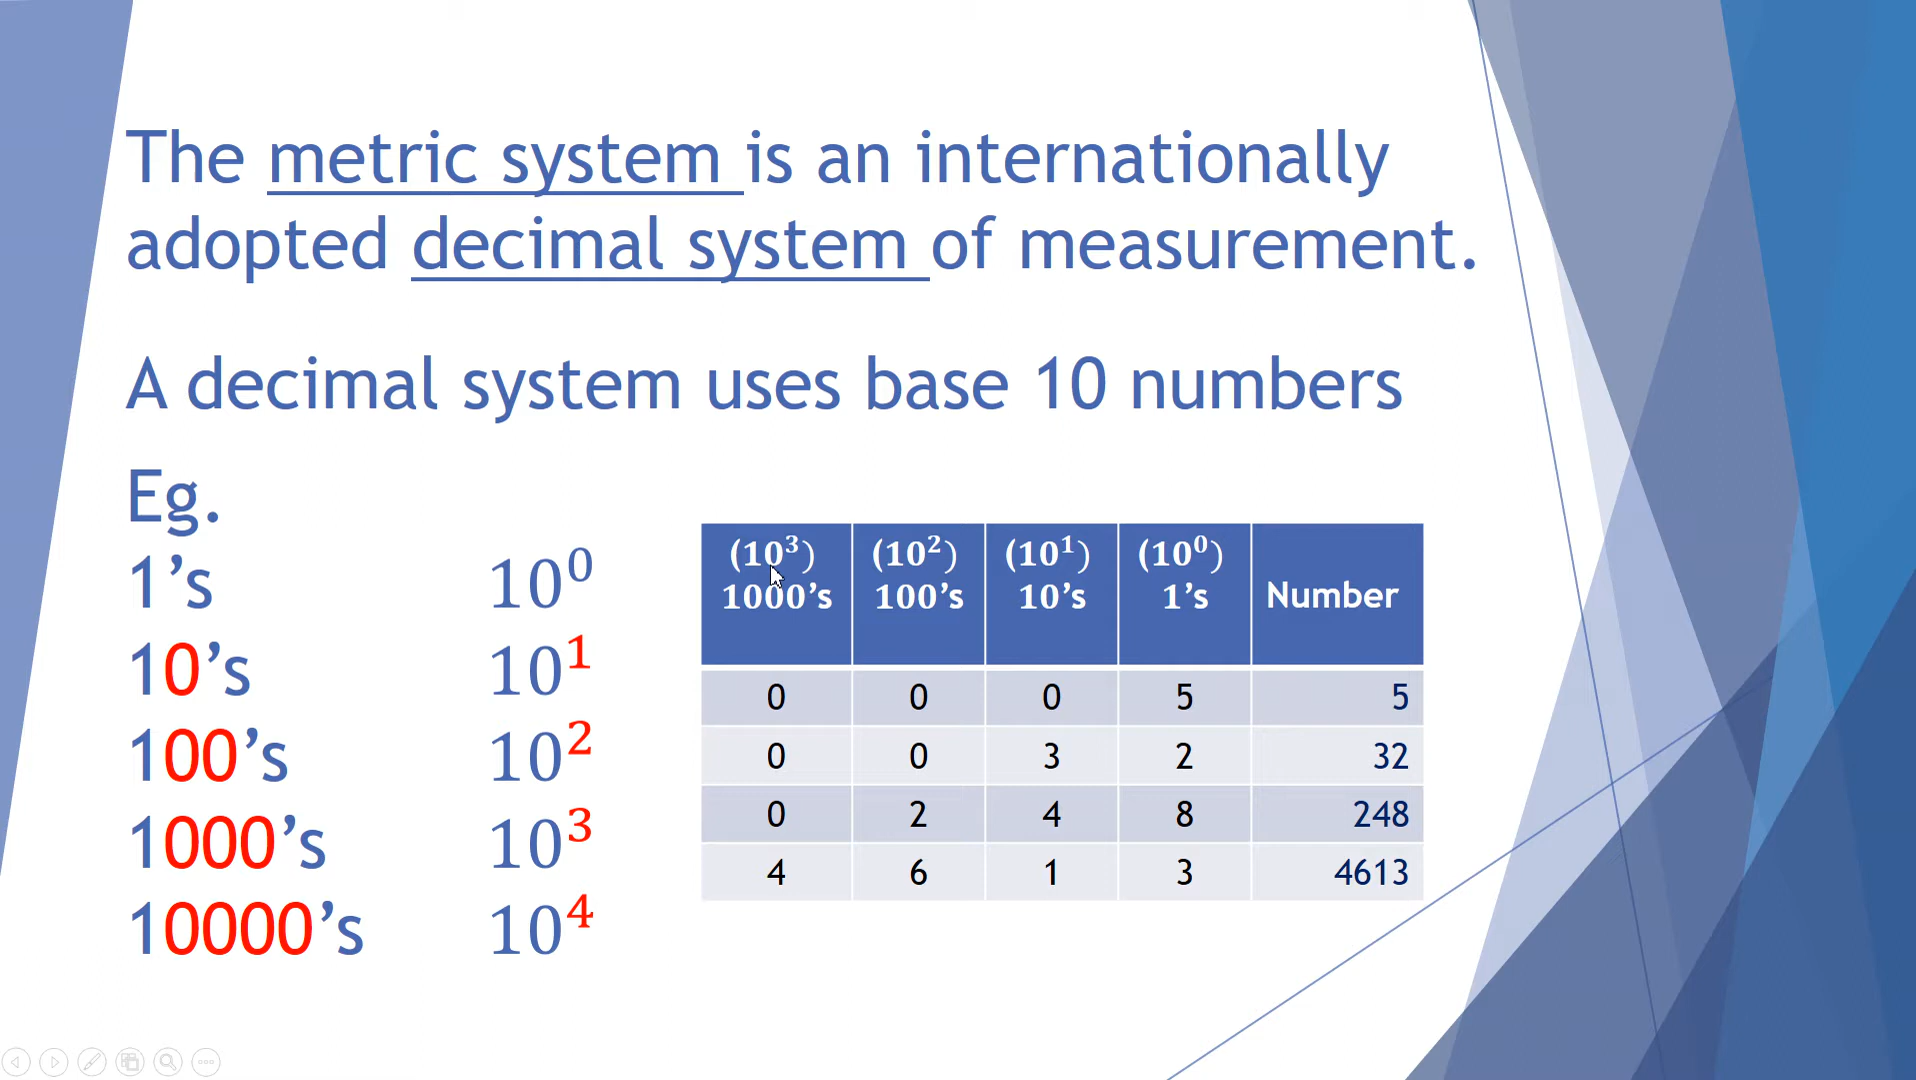 The metric system is an internationally
adopted decimal system of measurement.
A decimal system uses base 10 numbers
Eg.
1’s 10⁰
10’s 10¹
100’s 10²
1000’s 10³
10000’s 10⁴
(10³) (10²) (10¹) (10⁰)
1000’s 100’s 10’s 1’s Number
0 0 0 5 5
0 0 3 2 32
0 2 4 8 248
4 6 1 3 4613